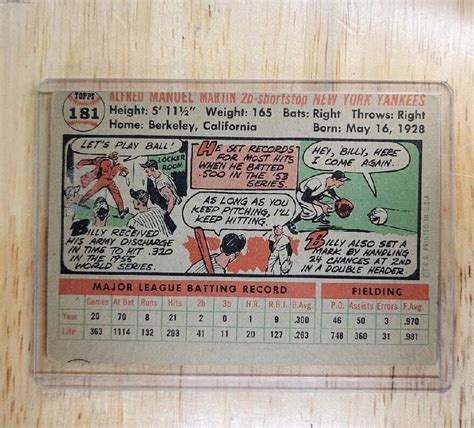 TOPPS
181
ALFRED MANUEL MARTIN 2b-shortstop NEW YORK YANKEES
Height: 5' 11½" Weight: 165 Bats: Right Throws: Right
Home: Berkeley, California Born: May 16, 1928
LET'S PLAY BALL!
LOCKER
ROOM
BILLY RECEIVED
HIS ARMY DISCHARGE
IN TIME TO HIT .320
IN THE 1955
WORLD SERIES.
HE SET RECORDS
FOR MOST HITS
WHEN HE BATTED
.500 IN THE '53
SERIES.
AS LONG AS
YOU KEEP
PITCHING, I'LL
KEEP HITTING.
HEY, BILLY, HERE
I COME AGAIN.
BILLY ALSO SET A
MARK BY HANDLING
24 CHANCES AT 2ND
IN A DOUBLE HEADER.
PRINTED IN U.S.A.
MAJOR LEAGUE BATTING RECORD FIELDING
Games At Bat Runs Hits 2b 3b H.R. R.B.I. B.Avg. P.O. Assists Errors F.Avg.
Year 20 70 8 21 2 0 1 9 .300 46 50 3 .970
Life 363 1114 132 293 41 11 20 127 .263 748 360 31 .981